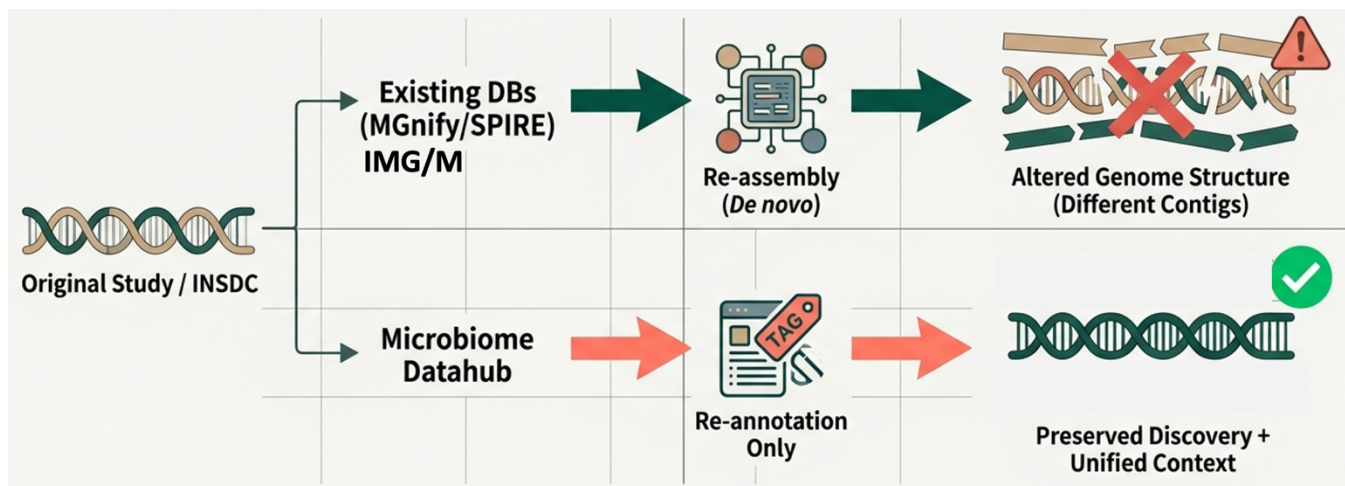 Original Study / INSDC
Existing DBs
(MGnify/SPIRE)
IMG/M
Re-assembly
(De novo)
!
Altered Genome Structure
(Different Contigs)
Microbiome
Datahub
TAG
Re-annotation
Only
Preserved Discovery +
Unified Context